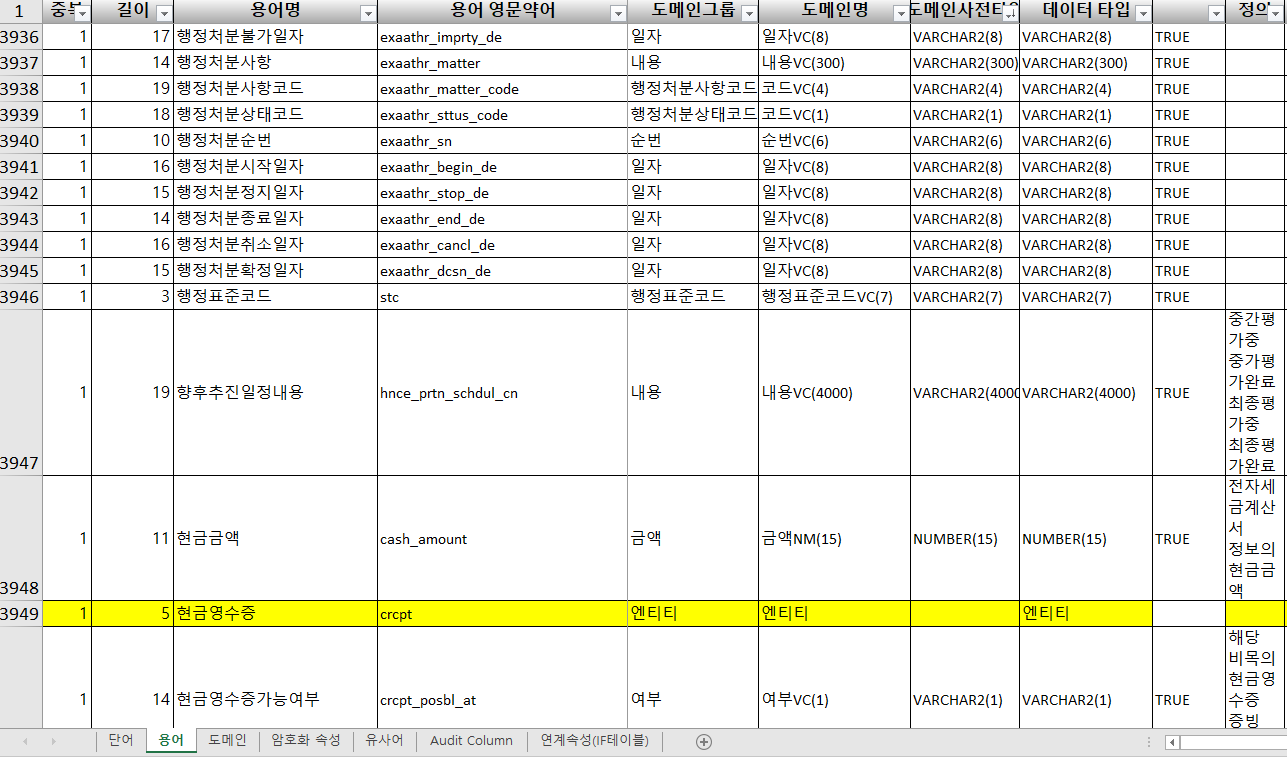 1 중복 길이 용어명 용어 영문약어 도메인그룹 도메인명 데이터 타입 정의
3936 1 17 행정처분불가일자 exaathr_imprty_de 일자 일자VC(8) VARCHAR2(8) VARCHAR2(8) TRUE
3937 1 14 행정처분사항 exaathr_matter 내용 내용VC(300) VARCHAR2(300) VARCHAR2(300) TRUE
3938 1 19 행정처분사항코드 exaathr_matter_code 행정처분사항코드 코드VC(4) VARCHAR2(4) VARCHAR2(4) TRUE
3939 1 18 행정처분상태코드 exaathr_sttus_code 행정처분상태코드 코드VC(1) VARCHAR2(1) VARCHAR2(1) TRUE
3940 1 10 행정처분순번 exaathr_sn 순번 순번VC(6) VARCHAR2(6) VARCHAR2(6) TRUE
3941 1 16 행정처분시작일자 exaathr_begin_de 일자 일자VC(8) VARCHAR2(8) VARCHAR2(8) TRUE
3942 1 15 행정처분정지일자 exaathr_stop_de 일자 일자VC(8) VARCHAR2(8) VARCHAR2(8) TRUE
3943 1 14 행정처분종료일자 exaathr_end_de 일자 일자VC(8) VARCHAR2(8) VARCHAR2(8) TRUE
3944 1 16 행정처분취소일자 exaathr_cancl_de 일자 일자VC(8) VARCHAR2(8) VARCHAR2(8) TRUE
3945 1 15 행정처분확정일자 exaathr_dcsn_de 일자 일자VC(8) VARCHAR2(8) VARCHAR2(8) TRUE
3946 1 3 행정표준코드 stc 행정표준코드 행정표준코드VC(7) VARCHAR2(7) VARCHAR2(7) TRUE
3947 1 19 향후추진일정내용 hnce_prtn_schdul_cn 내용 내용VC(4000) VARCHAR2(4000 VARCHAR2(4000) TRUE
중간평
가중
중가평
가완료
최종평
가중
최종평
가완료
3948 1 11 현금금액 cash_amount 금액 금액NM(15) NUMBER(15) NUMBER(15) TRUE
전자세
금계산
서
정보의
현금금
액
3949 1 5 현금영수증 crcpt 엔티티 엔티티 엔티티
1 14 현금영수증가능여부 crcpt_posbl_at 여부 여부VC(1) VARCHAR2(1) VARCHAR2(1) TRUE
해당
비목의
현금영
수증
증빙
단어 용어 도메인 암호화 속성 유사어 Audit Column 연계속성(IF테이블)